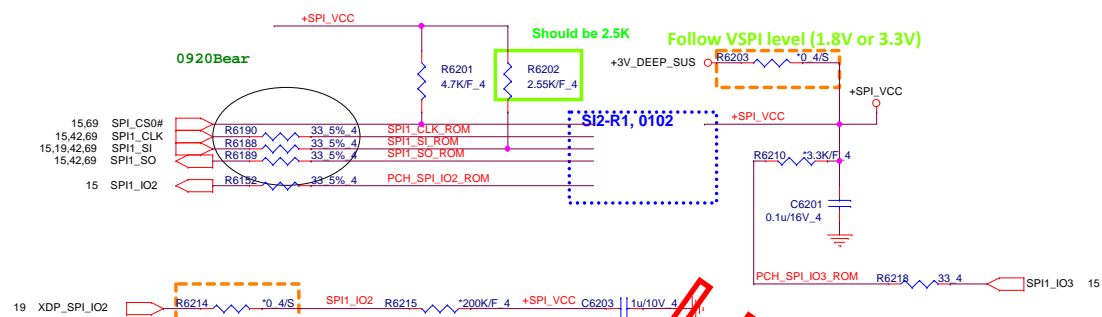 +SPI_VCC
Should be 2.5K
Follow VSPI level (1.8V or 3.3V)
0920Bear
R6201
4.7K/F_4
R6202
2.55K/F_4
+3V_DEEP_SUS
R6203
*0_4/S
+SPI_VCC
15,69 SPI_CS0#
SI2-R1, 0102
+SPI_VCC
15,42,69 SPI1_CLK
R6190
33_5%_4
SPI1_CLK_ROM
15,19,42,69 SPI1_SI
R6188
33_5%_4
SPI1_SI_ROM
15,42,69 SPI1_SO
R6189
33_5%_4
SPI1_SO_ROM
R6210
*3.3K/F_4
15 SPI1_IO2
R6152
33_5%_4
PCH_SPI_IO2_ROM
C6201
0.1u/16V_4
PCH_SPI_IO3_ROM
R6218
33_4
SPI1_IO3 15
19 XDP_SPI_IO2
R6214
*0_4/S
SPI1_IO2
R6215
*200K/F_4
+SPI_VCC
C6203
1u/10V_4